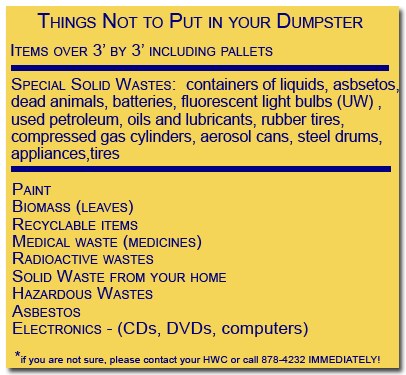 Things Not to Put in your Dumpster
Items over 3' by 3' including pallets
Special Solid Wastes: containers of liquids, asbsetos,
dead animals, batteries, fluorescent light bulbs (UW) ,
used petroleum, oils and lubricants, rubber tires,
compressed gas cylinders, aerosol cans, steel drums,
appliances,tires
Paint
Biomass (leaves)
Recyclable items
Medical waste (medicines)
Radioactive wastes
Solid Waste from your home
Hazardous Wastes
Asbestos
Electronics - (CDs, DVDs, computers)
*if you are not sure, please contact your HWC or call 878-4232 IMMEDIATELY!